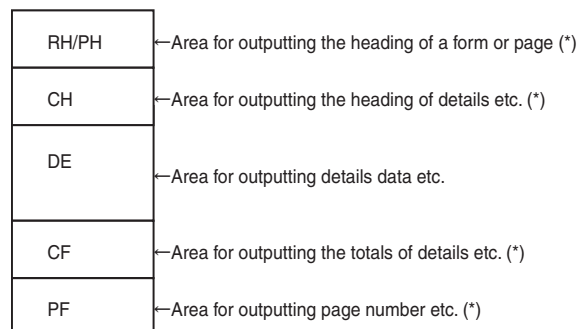 RH/PH ←Area for outputting the heading of a form or page (*)
CH ←Area for outputting the heading of details etc. (*)
DE ←Area for outputting details data etc.
CF ←Area for outputting the totals of details etc. (*)
PF ←Area for outputting page number etc. (*)